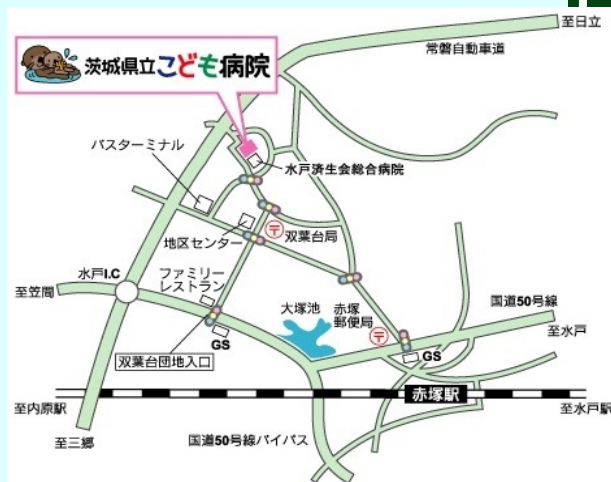 至日立
常磐自動車道
茨城県立こども病院
バスターミナル
水戸済生会総合病院
〒 双葉台局
地区センター
水戸I.C
ファミリー
レストラン
至笠間
大塚池
赤塚
郵便局
〒
国道50号線
至水戸
GS
GS
双葉台団地入口
赤塚駅
至内原駅
至水戸駅
至三郷
国道50号線バイパス